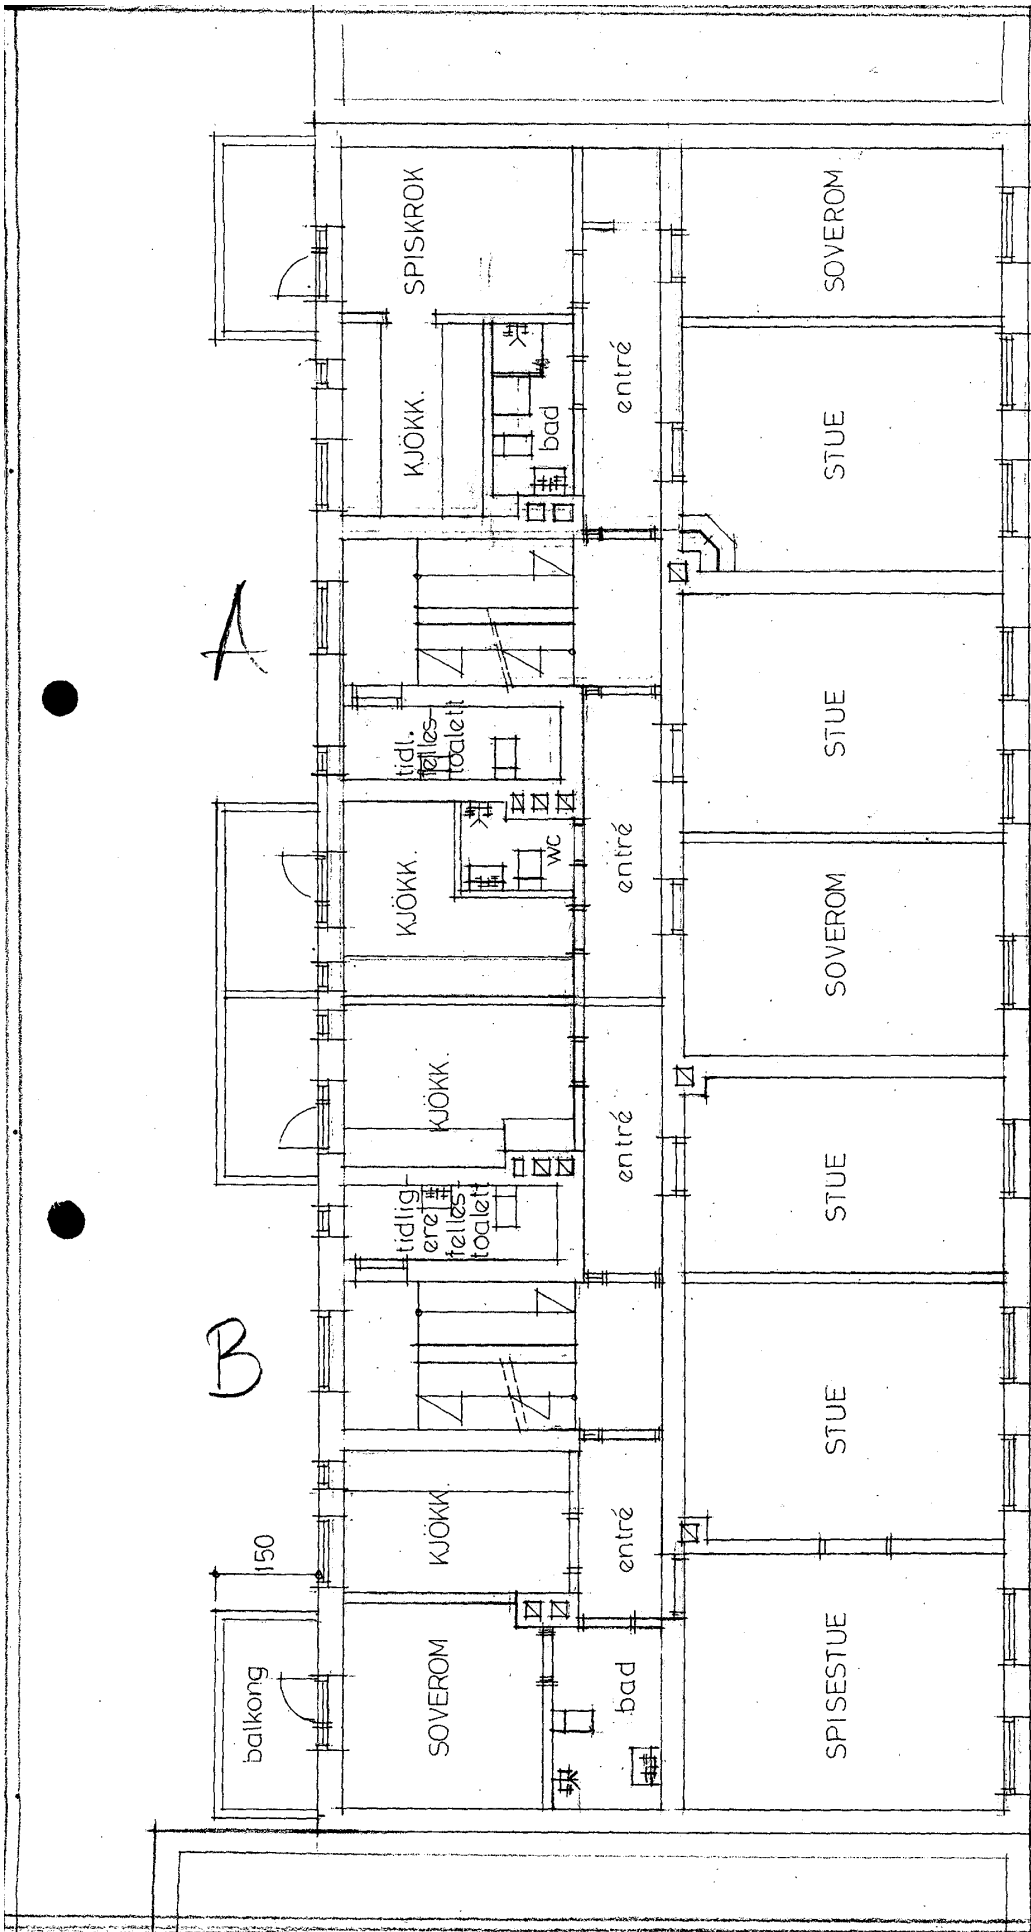 A
B
150
balkong
SOVEROM
KJÖKK.
tidlig-
ere
felles-
toalett
KJÖKK.
KJÖKK.
tidl.
felles-
toalett
KJÖKK.
SPISKROK
bad
entré
entré
WC
entré
bad
entré
SPISESTUE
STUE
STUE
SOVEROM
STUE
STUE
SOVEROM